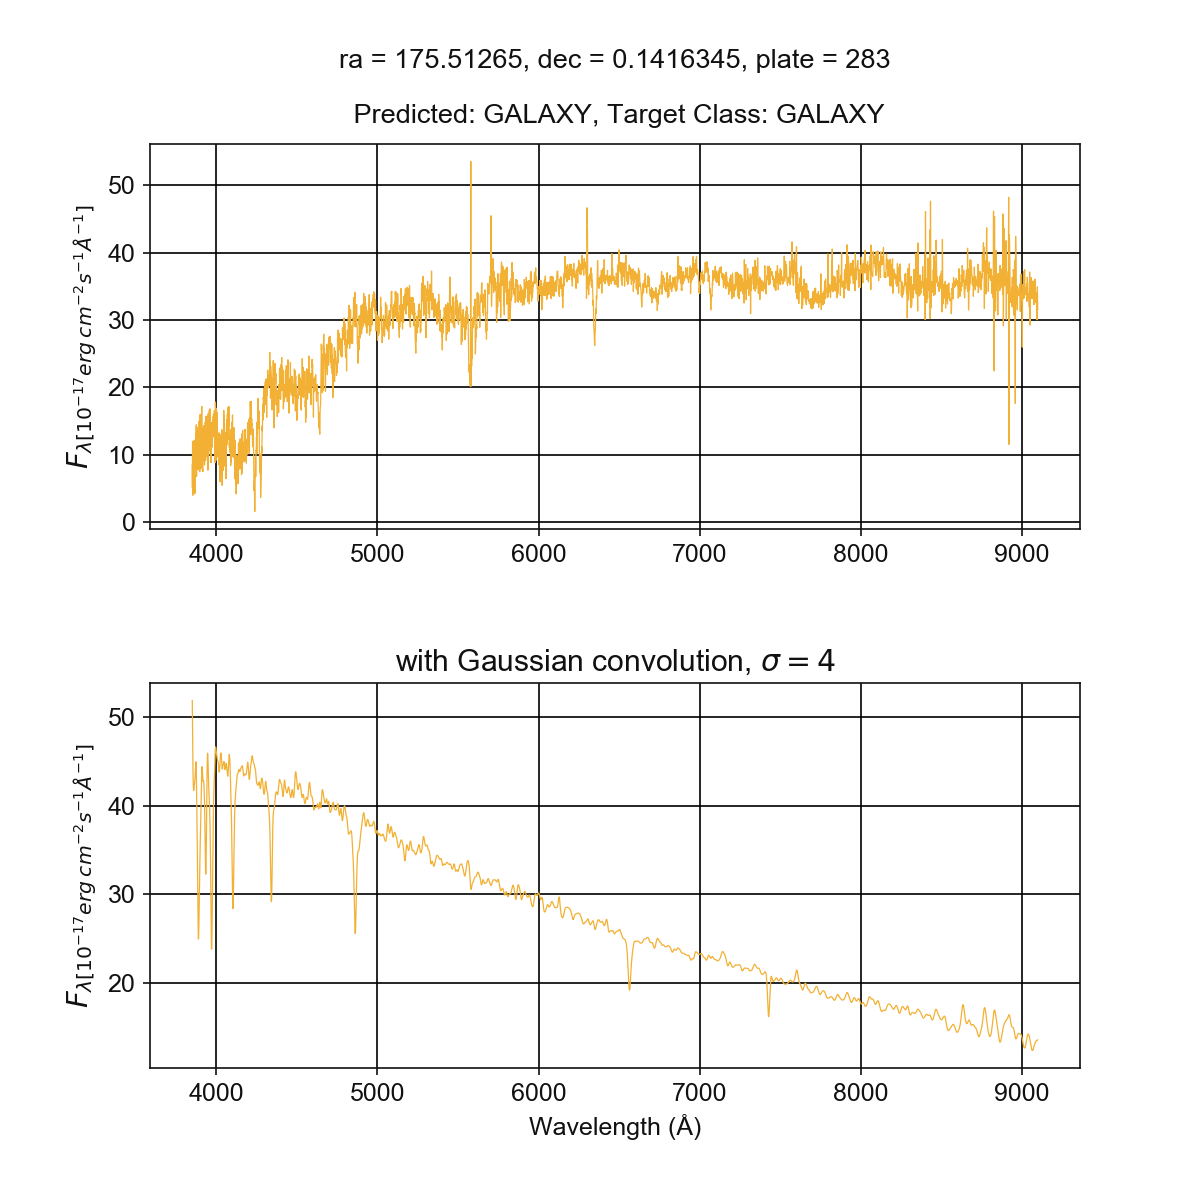 ra = 175.51265, dec = 0.1416345, plate = 283
Predicted: GALAXY, Target Class: GALAXY
F_λ[10⁻¹⁷erg cm⁻²s⁻¹Å⁻¹]
50
40
30
20
10
0
4000 5000 6000 7000 8000 9000
with Gaussian convolution, σ = 4
F_λ[10⁻¹⁷erg cm⁻²s⁻¹Å⁻¹]
50
40
30
20
4000 5000 6000 7000 8000 9000
Wavelength (Å)